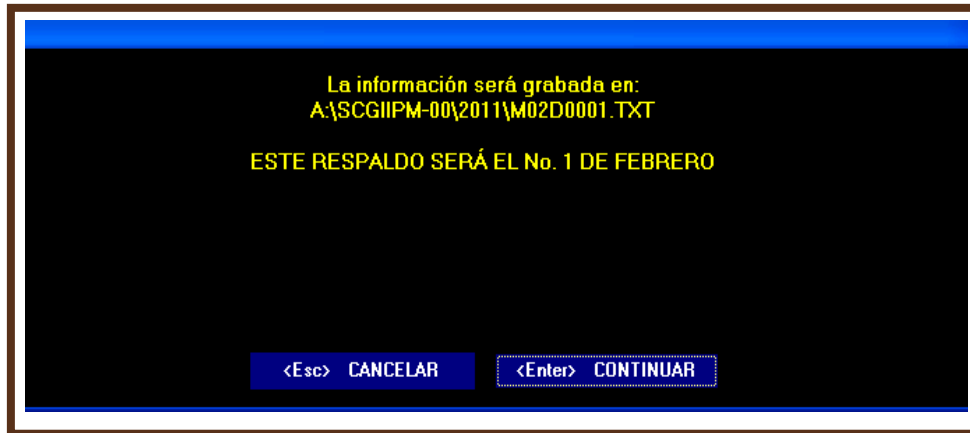 La información será grabada en:
A:\SCGIIPM-00\2011\M02D0001.TXT
ESTE RESPALDO SERÁ EL No. 1 DE FEBRERO
<Esc> CANCELAR
<Enter> CONTINUAR